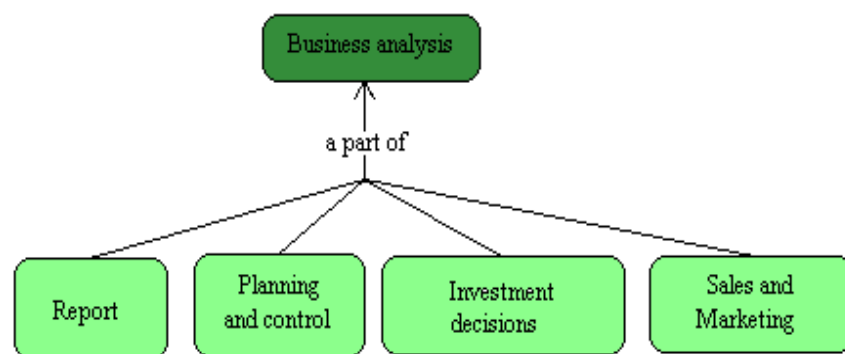 Business analysis
a part of
Report
Planning
and control
Investment
decisions
Sales and
Marketing